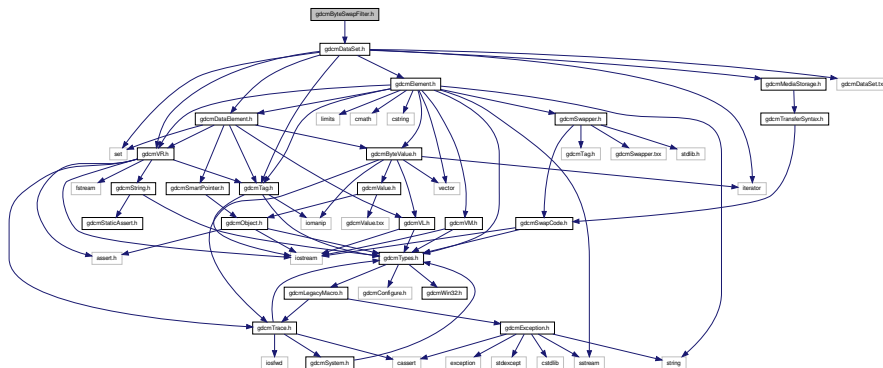 gdcmByteSwapFilter.h
gdcmDataSet.h
gdcmElement.h
gdcmMediaStorage.h
gdcmDataSet.txx
gdcmDataElement.h
limits
cmath
cstring
gdcmSwapper.h
gdcmTransferSyntax.h
set
gdcmVR.h
gdcmByteValue.h
gdcmTag.h
gdcmSwapper.txx
stdlib.h
fstream
gdcmString.h
gdcmSmartPointer.h
gdcmTag.h
gdcmValue.h
vector
iterator
gdcmStaticAssert.h
gdcmObject.h
iomanip
gdcmValue.txx
gdcmVL.h
gdcmVM.h
gdcmSwapCode.h
assert.h
iostream
gdcmTypes.h
gdcmLegacyMacro.h
gdcmConfigure.h
gdcmWin32.h
gdcmTrace.h
gdcmException.h
iosfwd
gdcmSystem.h
cassert
exception
stdexcept
cstdlib
sstream
string